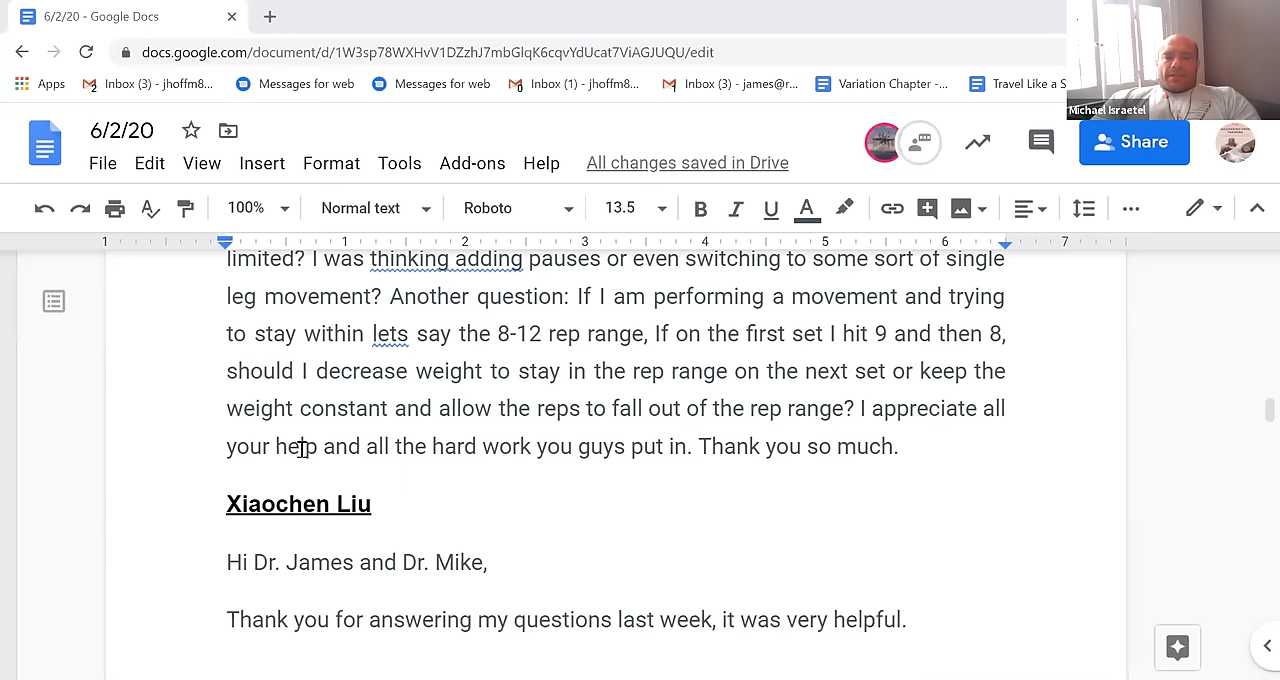 6/2/20 - Google Docs
docs.google.com/document/d/1W3sp78WXHvV1DZzhJ7mbGlqK6cqvYdUcat7ViAGJUQU/edit
Apps Inbox (3) - jhoffm8... Messages for web Messages for web Inbox (1) - jhoffm8... Inbox (3) - james@r... Variation Chapter -... Travel Like a S
Michael Israetel
6/2/20
File Edit View Insert Format Tools Add-ons Help All changes saved in Drive
Share
100% Normal text Roboto 13.5 B I U A
1 1 2 3 4 5 6 7
limited? I was thinking adding pauses or even switching to some sort of single
leg movement? Another question: If I am performing a movement and trying
to stay within lets say the 8-12 rep range, If on the first set I hit 9 and then 8,
should I decrease weight to stay in the rep range on the next set or keep the
weight constant and allow the reps to fall out of the rep range? I appreciate all
your help and all the hard work you guys put in. Thank you so much.
Xiaochen Liu
Hi Dr. James and Dr. Mike,
Thank you for answering my questions last week, it was very helpful.